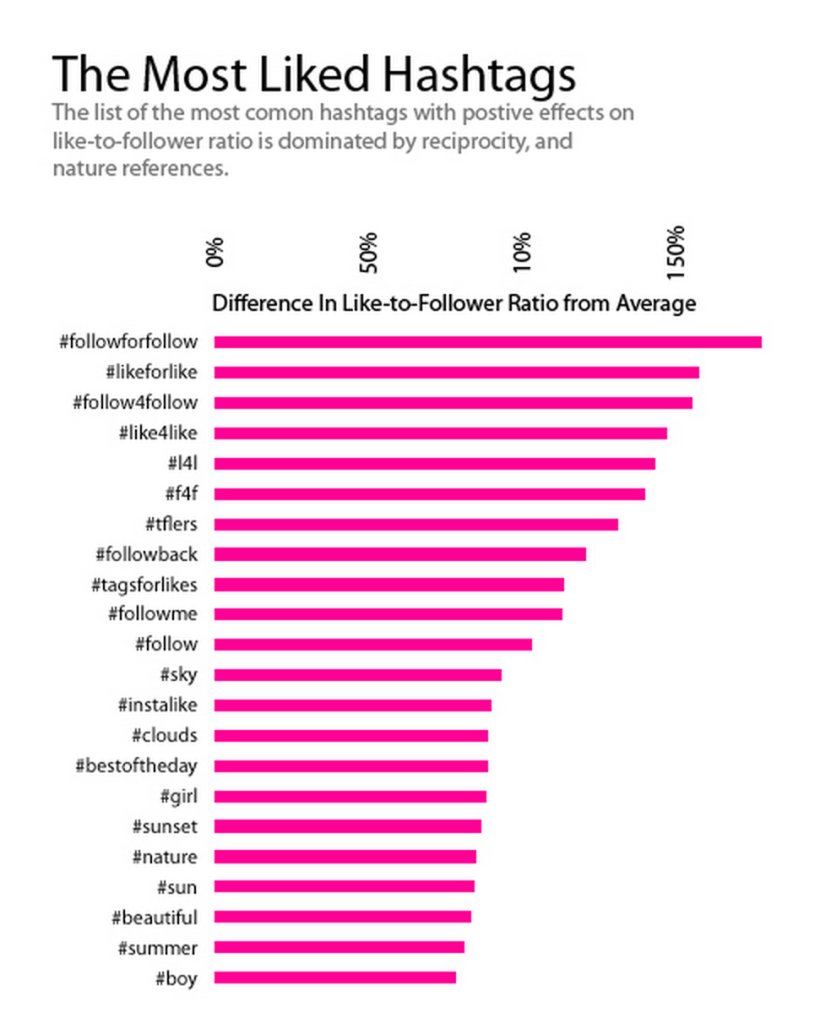 The Most Liked Hashtags
The list of the most comon hashtags with postive effects on
like-to-follower ratio is dominated by reciprocity, and
nature references.
0%
50%
10%
150%
Difference In Like-to-Follower Ratio from Average
#followforfollow
#likeforlike
#follow4follow
#like4like
#l4l
#f4f
#tflers
#followback
#tagsforlikes
#followme
#follow
#sky
#instalike
#clouds
#bestoftheday
#girl
#sunset
#nature
#sun
#beautiful
#summer
#boy